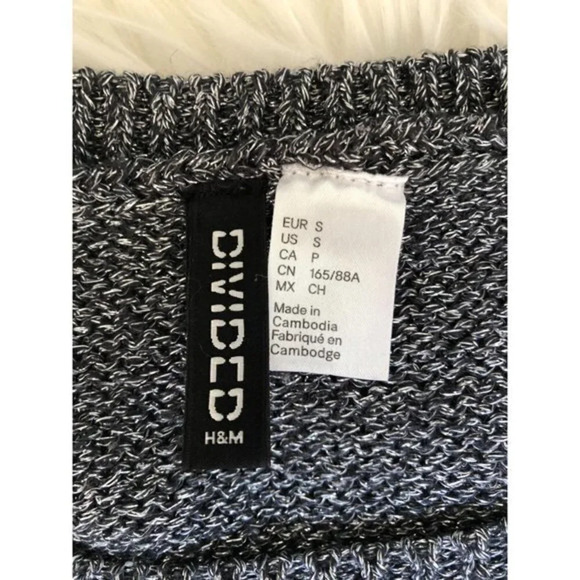 DIVIDED
H&M
EUR S
US S
CA P
CN 165/88A
MX CH
Made in
Cambodia
Fabriqué en
Cambodge